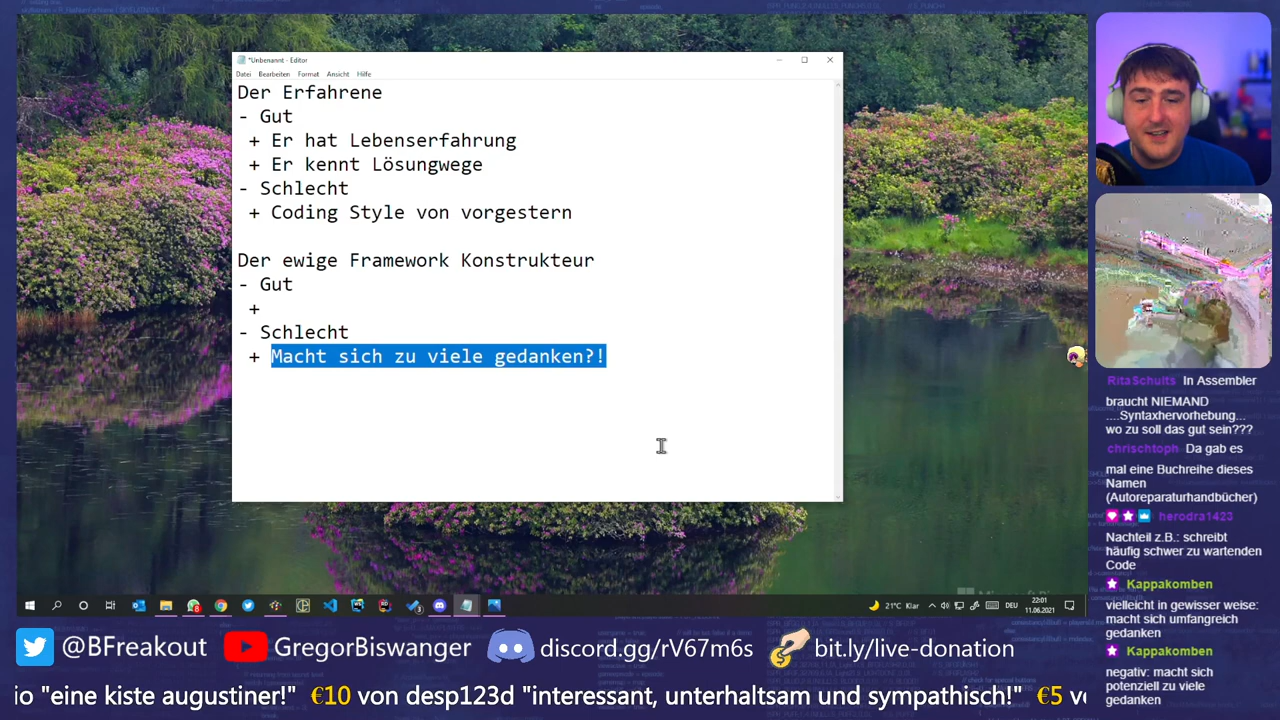 *Unbenannt - Editor
Datei Bearbeiten Format Ansicht Hilfe
Der Erfahrene
- Gut
+ Er hat Lebenserfahrung
+ Er kennt Lösungwege
- Schlecht
+ Coding Style von vorgestern
Der ewige Framework Konstrukteur
- Gut
+
- Schlecht
+ Macht sich zu viele gedanken?!
RitaSchults In Assembler
braucht NIEMAND
....Syntaxhervorhebung...
wo zu soll das gut sein???
chrischtoph Da gab es
mal eine Buchreihe dieses
Namen
(Autoreparaturhandbücher)
herodra1423
Nachteil z.B.: schreibt
häufig schwer zu wartenden
Code
Kappakomben
vielleicht in gewisser weise:
macht sich umfangreich
gedanken
Kappakomben
negativ: macht sich
potenziell zu viele
gedanken
21°C Klar
DEU
22:01
11.06.2021
@BFreakout
GregorBiswanger
discord.gg/rV67m6s
bit.ly/live-donation
io "eine kiste augustiner!" €10 von desp123d "interessant, unterhaltsam und sympathisch!" €5 v